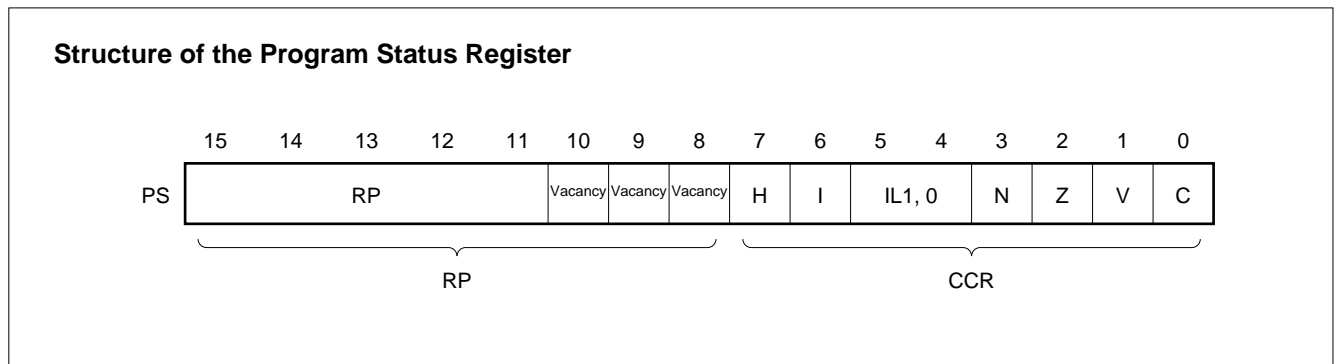 Structure of the Program Status Register
15 14 13 12 11 10 9 8 7 6 5 4 3 2 1 0
PS RP Vacancy Vacancy Vacancy H I IL1, 0 N Z V C
RP CCR